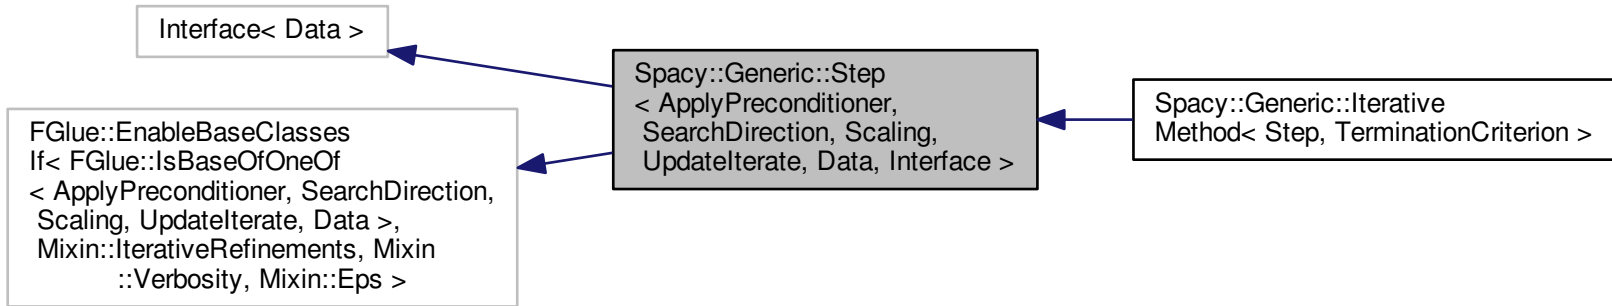 Interface< Data >
FGlue::EnableBaseClasses
If< FGlue::IsBaseOfOneOf
< ApplyPreconditioner, SearchDirection,
Scaling, UpdateIterate, Data >,
Mixin::IterativeRefinements, Mixin
::Verbosity, Mixin::Eps >
Spacy::Generic::Step
< ApplyPreconditioner,
SearchDirection, Scaling,
UpdateIterate, Data, Interface >
Spacy::Generic::Iterative
Method< Step, TerminationCriterion >